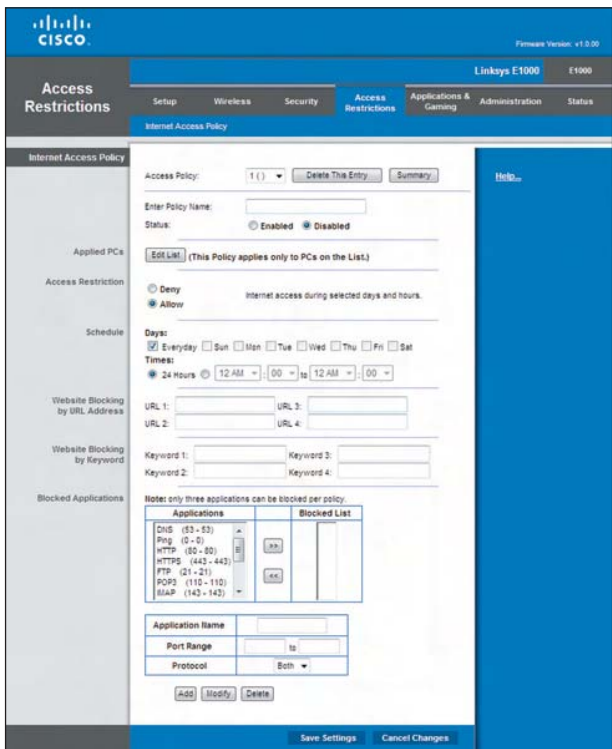 CISCO
Firmware Version: v1.0.00
Linksys E1000 E1000
Access Restrictions
Setup Wireless Security Access Restrictions Applications & Gaming Administration Status
Internet Access Policy
Internet Access Policy
Access Policy: 1 ( ) Delete This Entry Summary
Help...
Enter Policy Name:
Status: Enabled Disabled
Applied PCs
Edit List (This Policy applies only to PCs on the List.)
Access Restriction
Deny
Allow
Internet access during selected days and hours.
Schedule
Days:
Everyday Sun Mon Tue Wed Thu Fri Sat
Times:
24 Hours 12 AM : 00 to 12 AM : 00
Website Blocking by URL Address
URL 1: URL 3:
URL 2: URL 4:
Website Blocking by Keyword
Keyword 1: Keyword 3:
Keyword 2: Keyword 4:
Blocked Applications
Note: only three applications can be blocked per policy.
Applications Blocked List
DNS (53 - 53)
Ping (0 - 0)
HTTP (80 - 80)
HTTPS (443 - 443)
FTP (21 - 21)
POP3 (110 - 110)
IMAP (143 - 143)
>>
<<
Application Name
Port Range to
Protocol Both
Add Modify Delete
Save Settings Cancel Changes